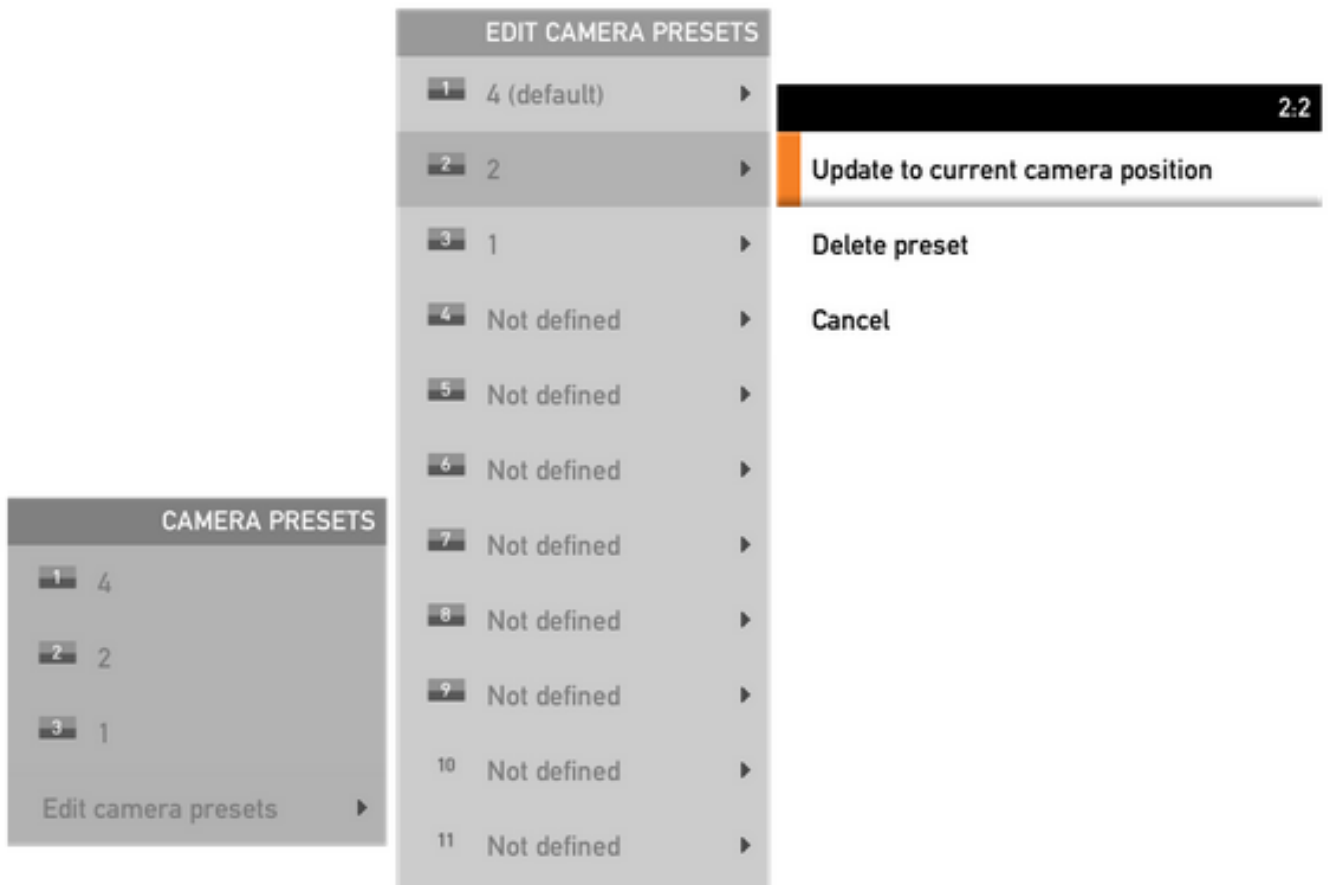 EDIT CAMERA PRESETS
1 4 (default)
2 2
3 1
4 Not defined
5 Not defined
6 Not defined
7 Not defined
8 Not defined
9 Not defined
10 Not defined
11 Not defined
2:2
Update to current camera position
Delete preset
Cancel
CAMERA PRESETS
1 4
2 2
3 1
Edit camera presets